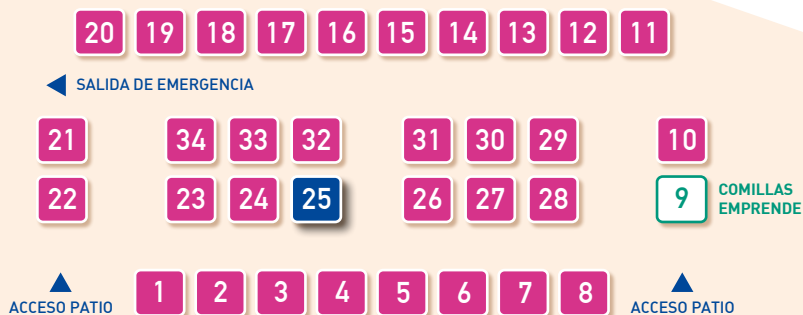 20 19 18 17 16 15 14 13 12 11
SALIDA DE EMERGENCIA
21 34 33 32 31 30 29 10
22 23 24 25 26 27 28 9
COMILLAS
EMPRENDE
1 2 3 4 5 6 7 8
ACCESO PATIO
ACCESO PATIO